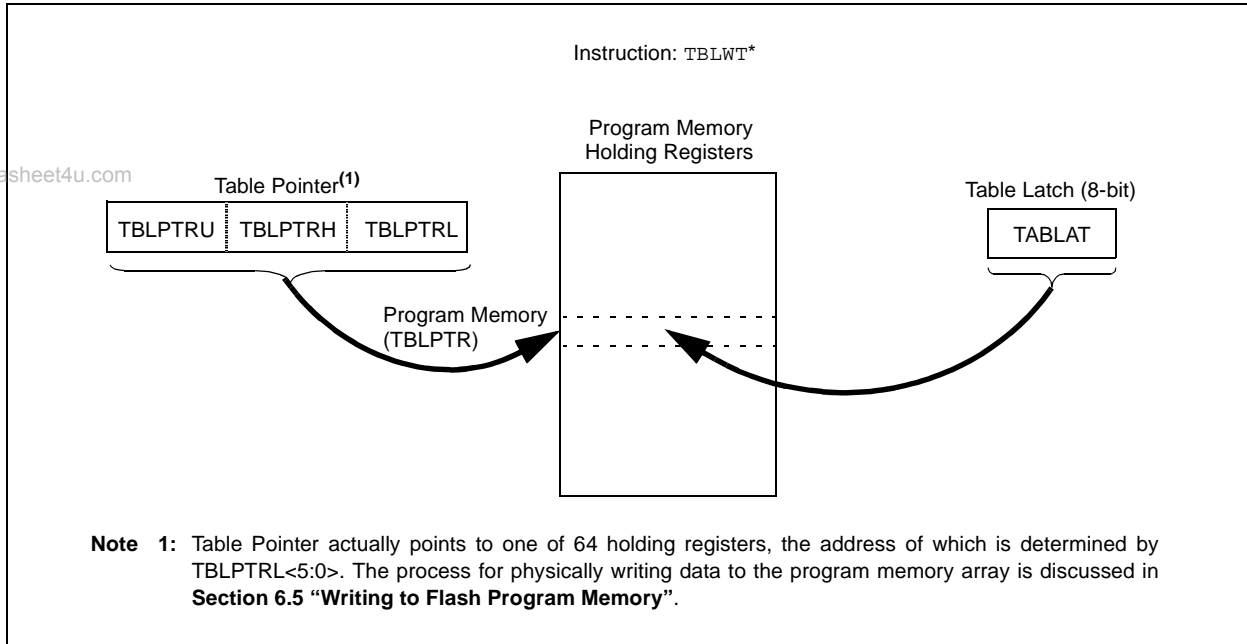 Instruction: TBLWT*
Program Memory
Holding Registers
asheet4u.com
Table Pointer(1)
Table Latch (8-bit)
TBLPTRU TBLPTRH TBLPTRL
TABLAT
Program Memory
(TBLPTR)
Note 1: Table Pointer actually points to one of 64 holding registers, the address of which is determined by
TBLPTRL<5:0>. The process for physically writing data to the program memory array is discussed in
Section 6.5 “Writing to Flash Program Memory”.